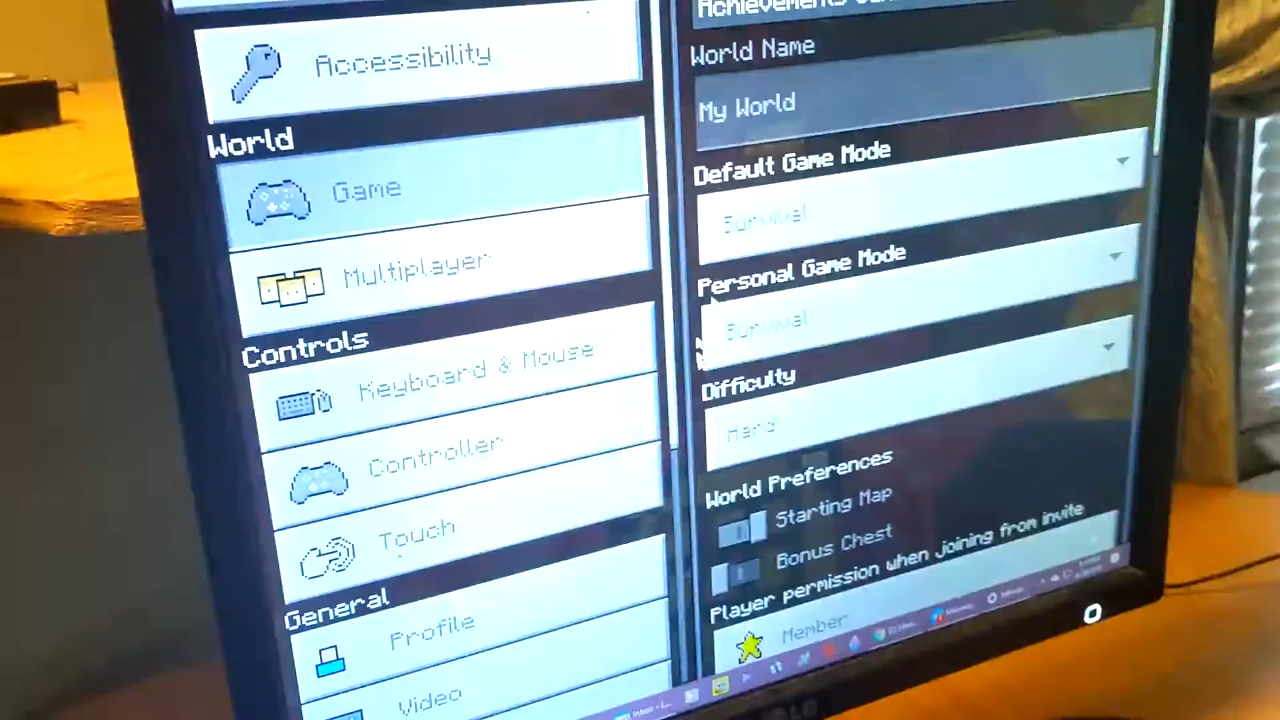 Accessibility
World
Game
Multiplayer
Controls
Keyboard & Mouse
Controller
Touch
General
Profile
Video
Achievements
World Name
My World
Default Game Mode
Survival
Personal Game Mode
Survival
Difficulty
Hard
World Preferences
Starting Map
Bonus Chest
Player permission when joining from invite
Member
Inbox - L...